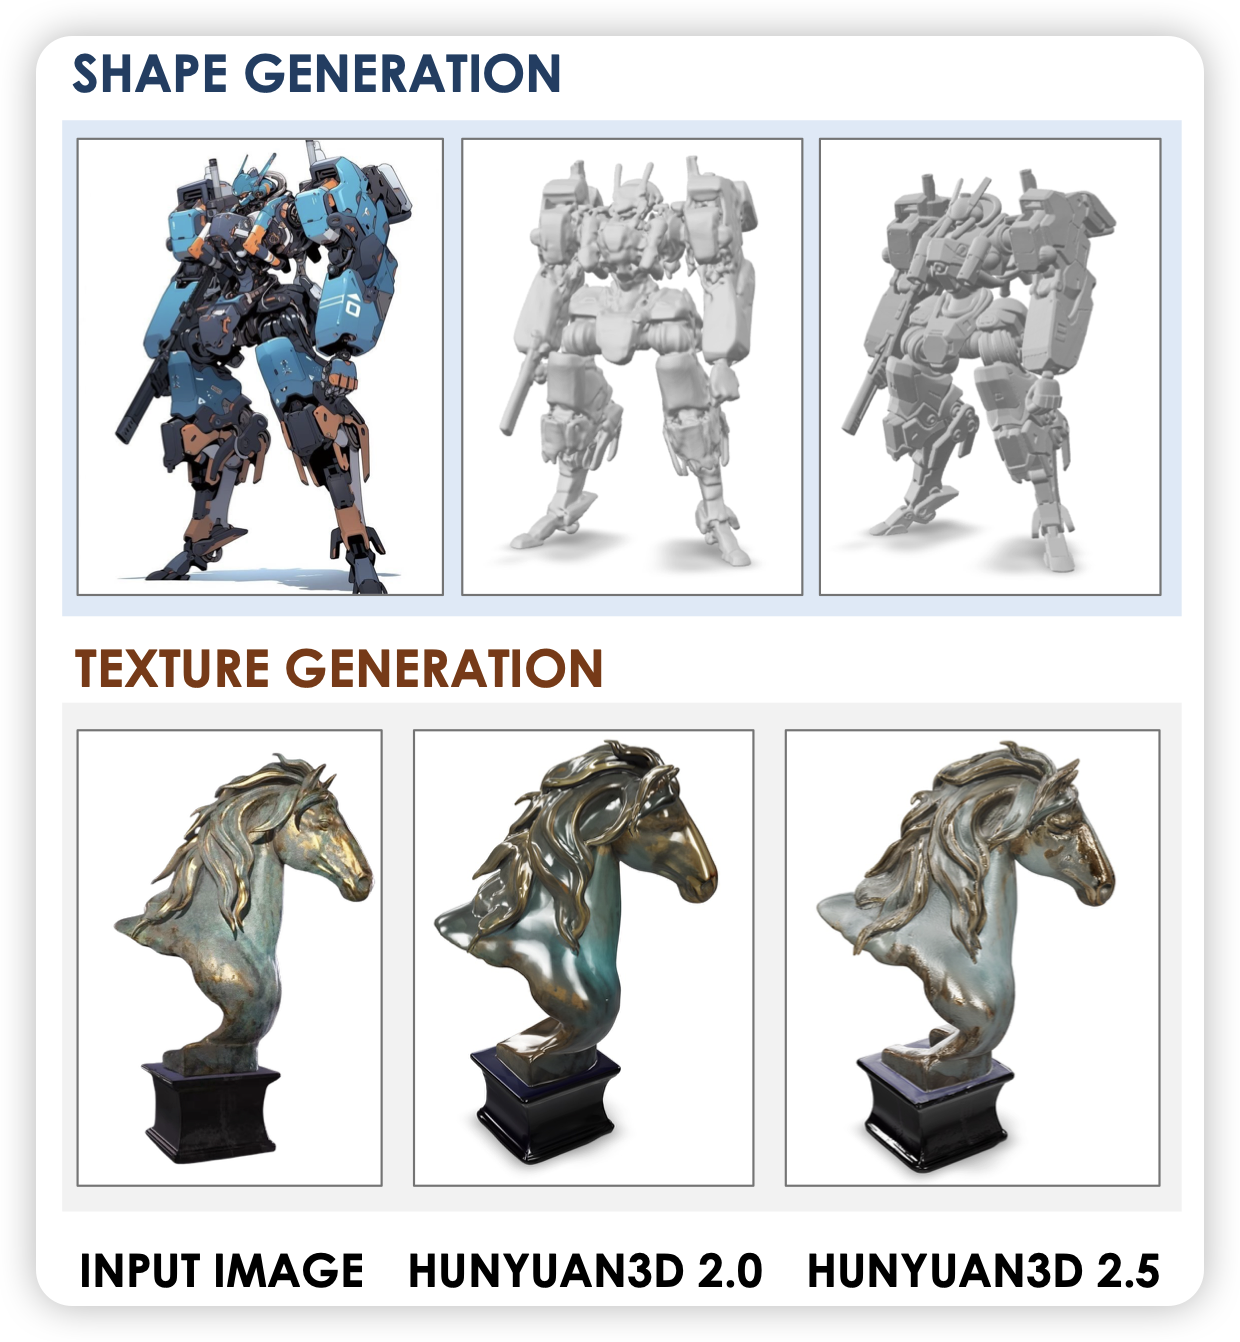 SHAPE GENERATION
TEXTURE GENERATION
INPUT IMAGE HUNYUAN3D 2.0 HUNYUAN3D 2.5